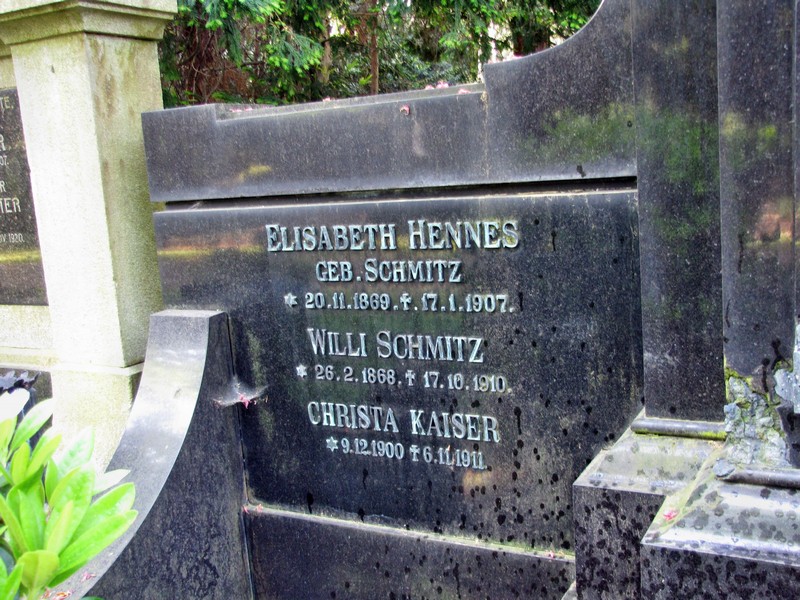 ELISABETH HENNES
GEB. SCHMITZ
* 20.11.1869. † 17.1.1907.
WILLI SCHMITZ
* 26.2.1868. † 17.10.1910.
CHRISTA KAISER
* 9.12.1900 † 6.11.1911.